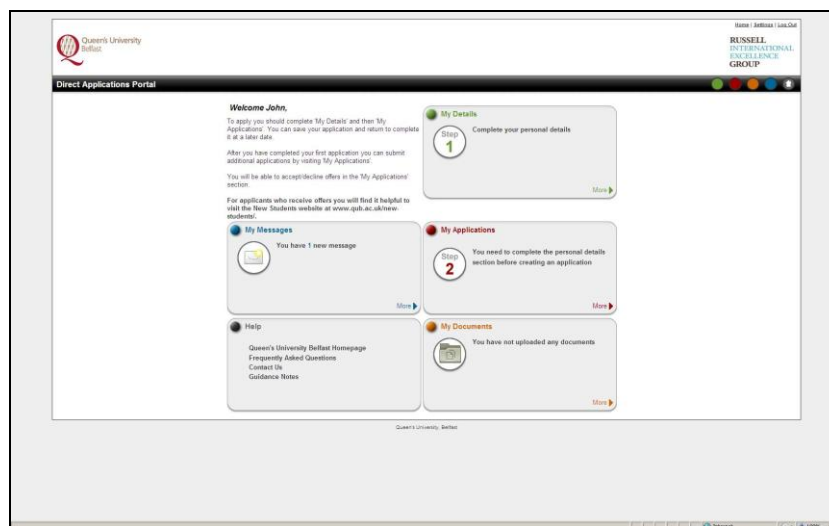 Home | Settings | Log Out
Queen's University
Belfast
RUSSELL
INTERNATIONAL
EXCELLENCE
GROUP
Direct Applications Portal
Welcome John,
To apply you should complete 'My Details' and then 'My
Applications'. You can save your application and return to complete
it at a later date.
After you have completed your first application you can submit
additional applications by visiting 'My Applications'.
You will be able to accept/decline offers in the 'My Applications'
section.
For applicants who receive offers you will find it helpful to
visit the New Students website at www.qub.ac.uk/new-
students/.
My Details
Step
1
Complete your personal details
More
My Messages
You have 1 new message
More
My Applications
Step
2
You need to complete the personal details
section before creating an application
More
Help
Queen's University Belfast Homepage
Frequently Asked Questions
Contact Us
Guidance Notes
My Documents
You have not uploaded any documents
More
Queen's University, Belfast
Internet
100%